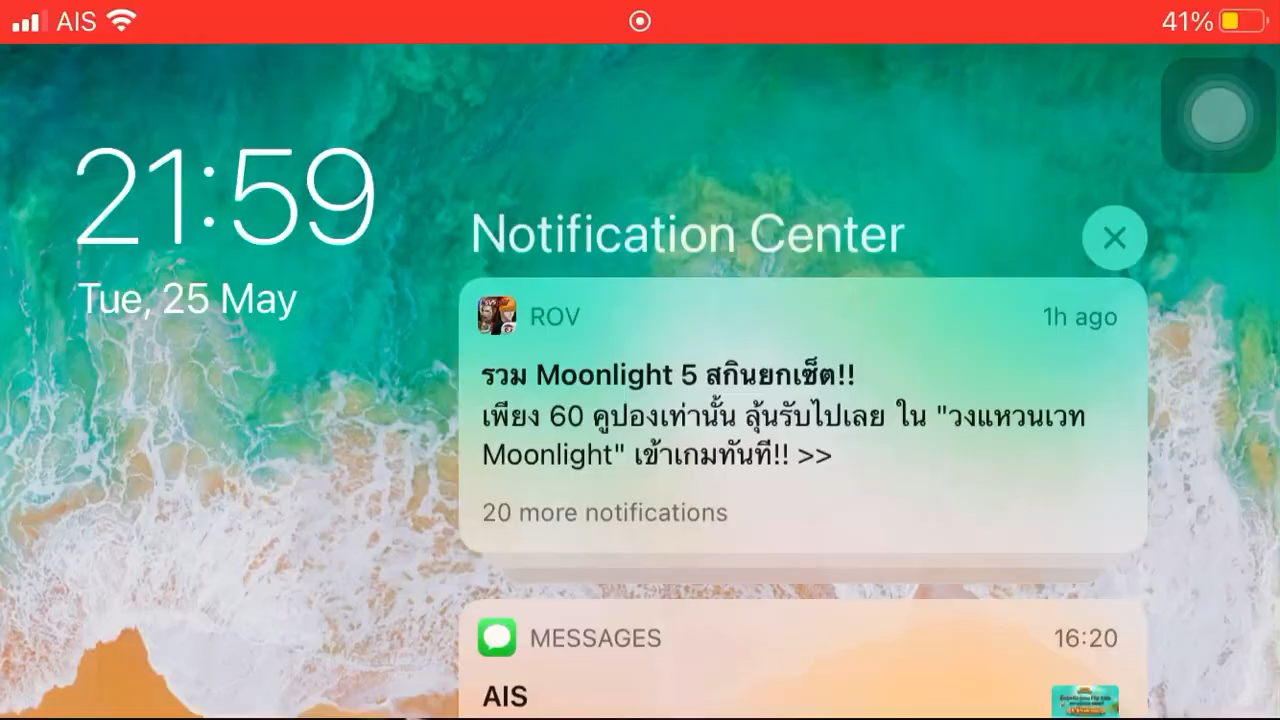 AIS
41%
21:59
Tue, 25 May
Notification Center
ROV
1h ago
รวม Moonlight 5 สกินยกเซ็ต!!
เพียง 60 คูปองเท่านั้น ลุ้นรับไปเลย ใน "วงแหวนเวท
Moonlight" เข้าเกมทันที!! >>
20 more notifications
MESSAGES
16:20
AIS